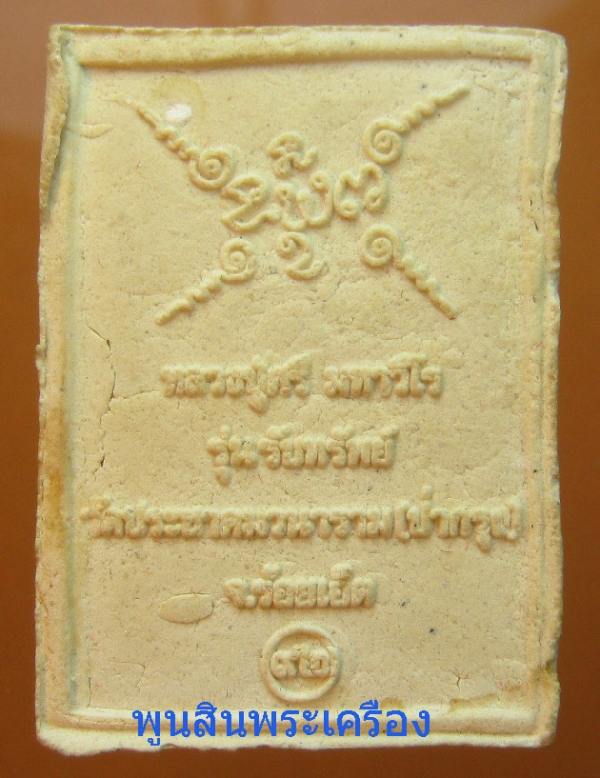 หลวงปู่ศรี มหาวีโร
รุ่น รับทรัพย์
วัดประชาคมวนาราม (ป่ากุง)
จ.ร้อยเอ็ด
พูนสินพระเครื่อง